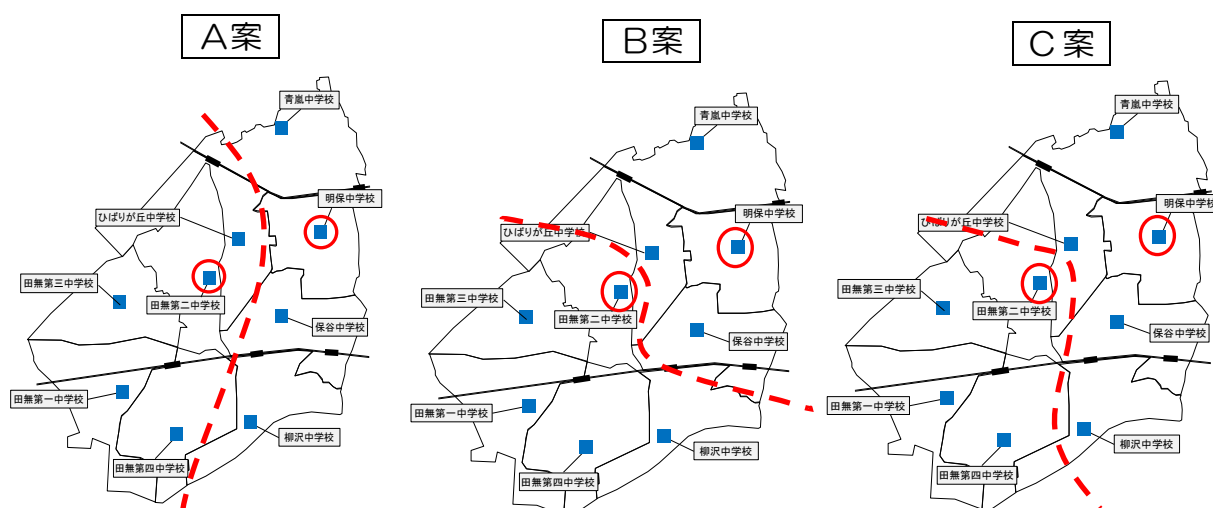 A案
青嵐中学校
明保中学校
ひばりが丘中学校
田無第三中学校
田無第二中学校
保谷中学校
田無第一中学校
柳沢中学校
田無第四中学校
B案
青嵐中学校
明保中学校
ひばりが丘中学校
田無第三中学校
田無第二中学校
保谷中学校
田無第一中学校
柳沢中学校
田無第四中学校
C案
青嵐中学校
明保中学校
ひばりが丘中学校
田無第三中学校
田無第二中学校
保谷中学校
田無第一中学校
柳沢中学校
田無第四中学校